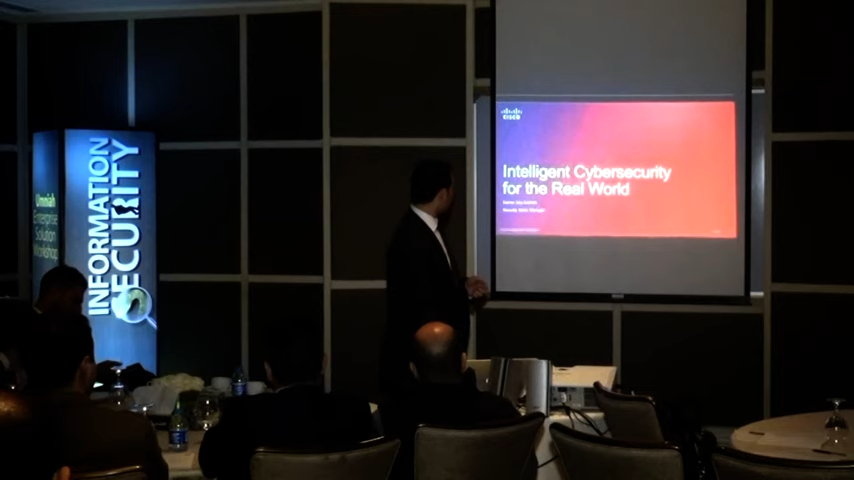 Umniah
Enterprise
Solution
Workshop
INFORMATION
SECURITY
CISCO
Intelligent Cybersecurity
for the Real World